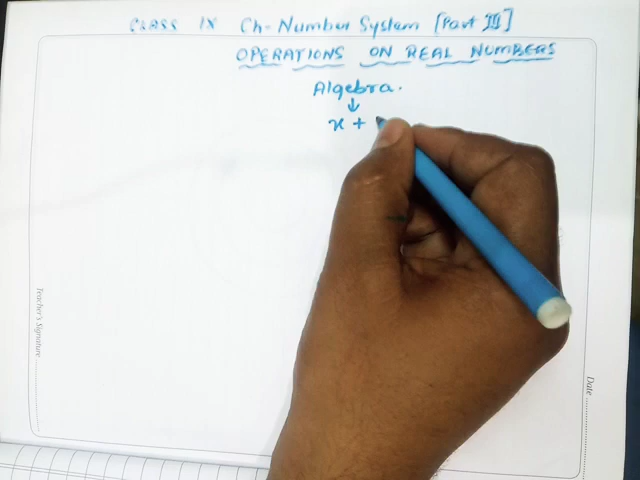 CLASS IX Ch- Number System [Part III]
OPERATIONS ON REAL NUMBERS
Algebra.
↓
x +
Teacher's Signature ..........
Date ..........